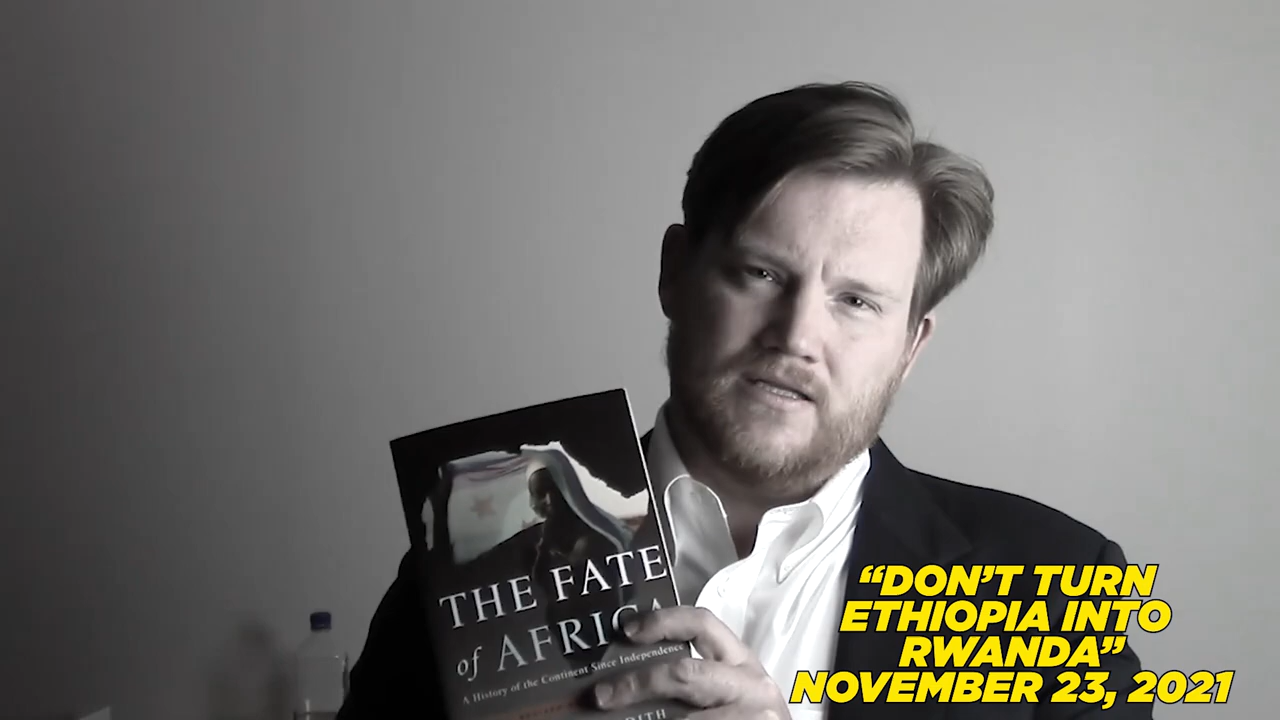 THE FATE
of AFRICA
A History of the Continent Since Independence
“DON’T TURN
ETHIOPIA INTO
RWANDA”
NOVEMBER 23, 2021